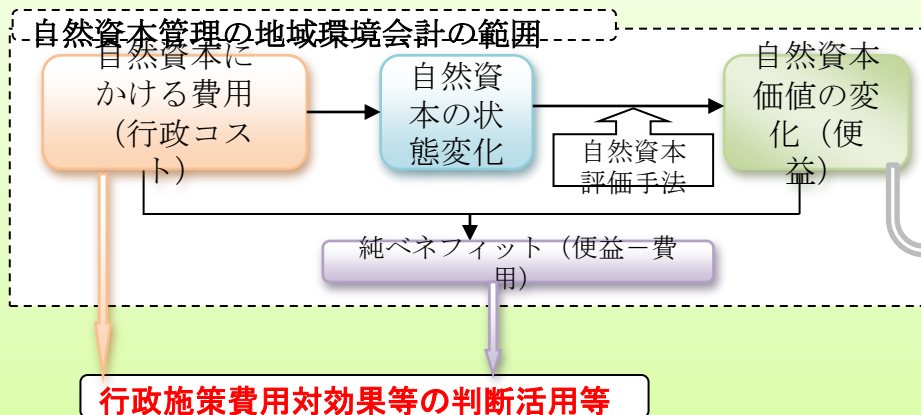 自然資本管理の地域環境会計の範囲
自然資本に
かける費用
（行政コス
ト）
自然資
本の状
態変化
自然資本
評価手法
自然資本
価値の変
化（便
益）
純ベネフィット（便益－費
用）
行政施策費用対効果等の判断活用等